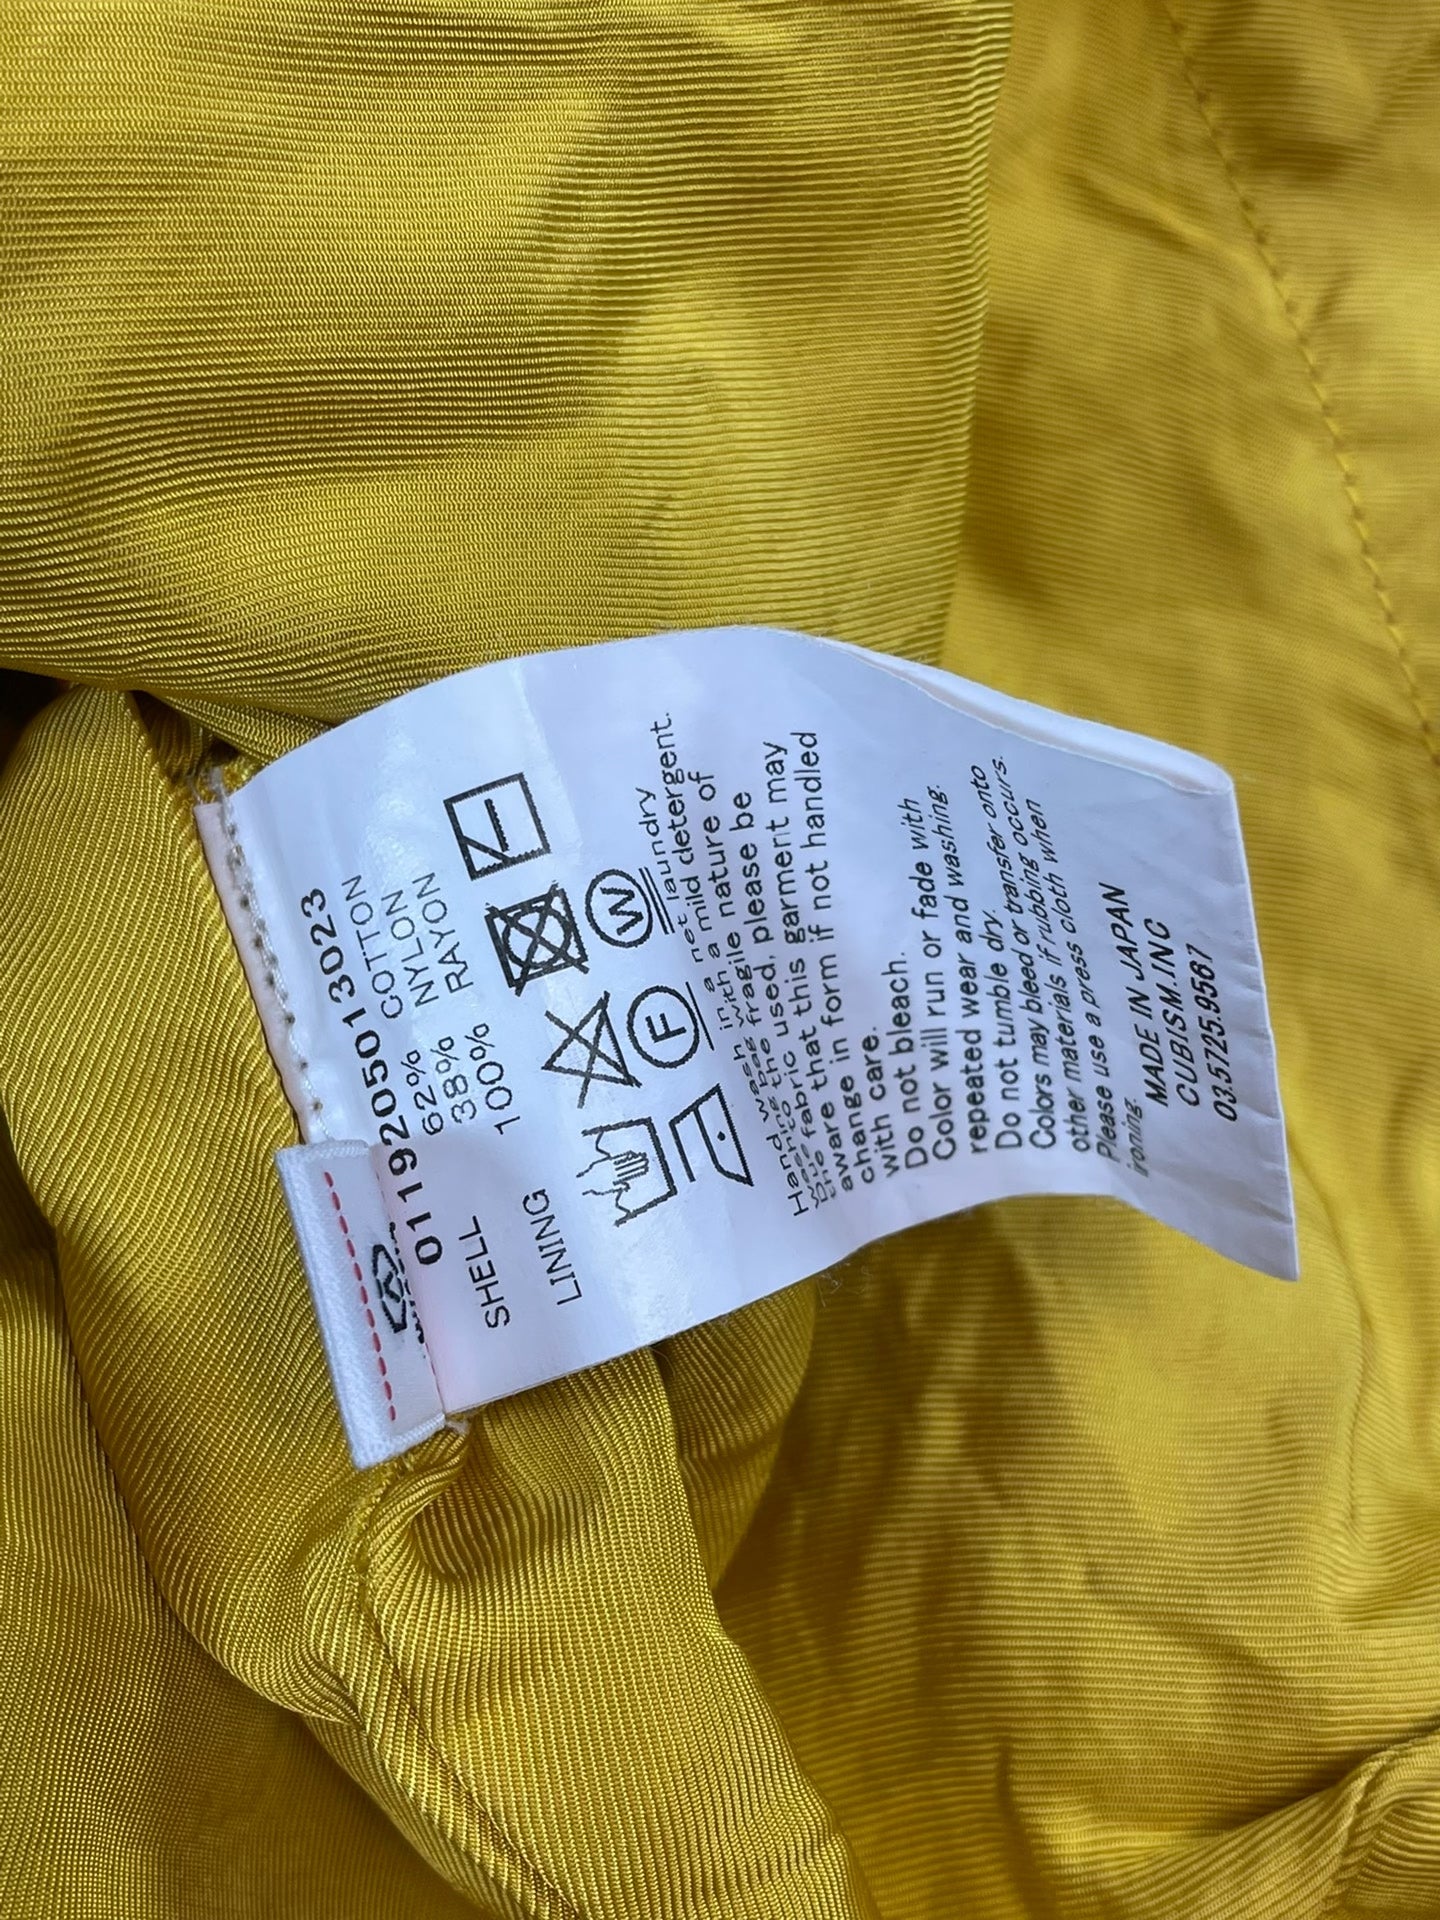 0119205013023
SHELL 62% COTTON
38% NYLON
LINING 100% RAYON
F W
Hand wash in a net laundry
with a mild detergent.
fragile nature of
the fabric used, please be
aware that this garment may
change in form if not handled
with care.
Do not bleach.
Color will run or fade with
repeated wear and washing.
Do not tumble dry.
Colors may bleed or transfer onto
other materials if rubbing occurs.
Please use a press cloth when
ironing.
MADE IN JAPAN
CUBISM.INC
03.5725.9567